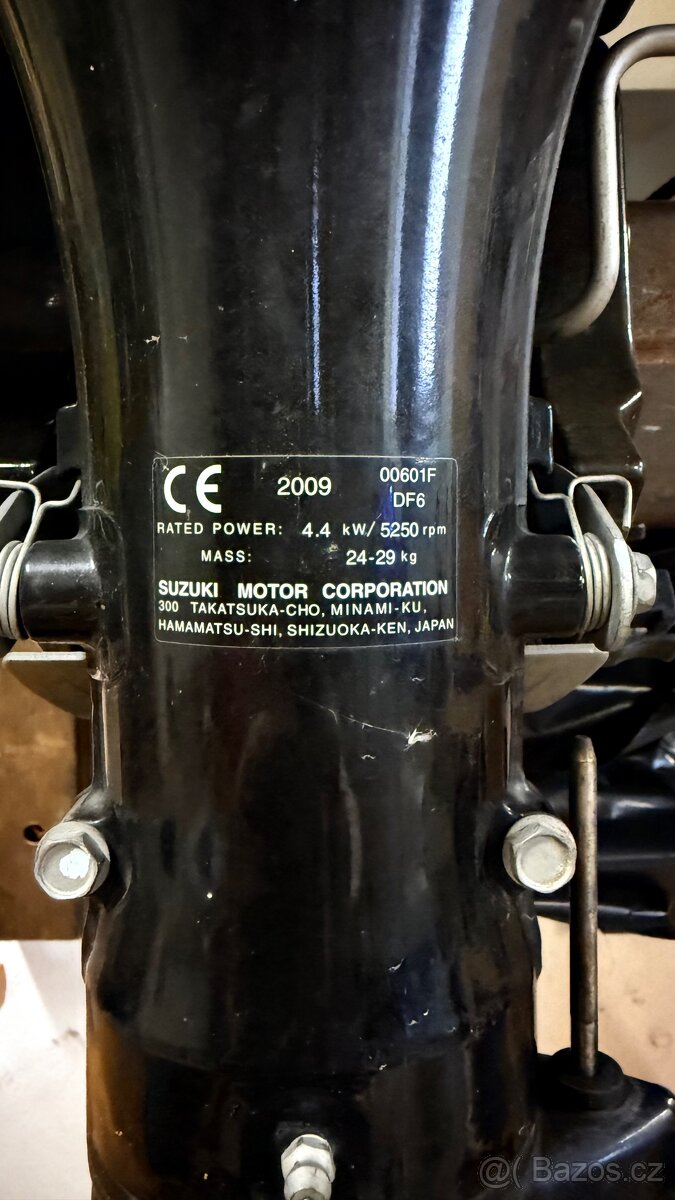 CE 2009 00601F
DF6
RATED POWER: 4.4 kW/ 5250 rpm
MASS: 24-29 kg
SUZUKI MOTOR CORPORATION
300 TAKATSUKA-CHO, MINAMI-KU,
HAMAMATSU-SHI, SHIZUOKA-KEN, JAPAN
@( Bazos.cz